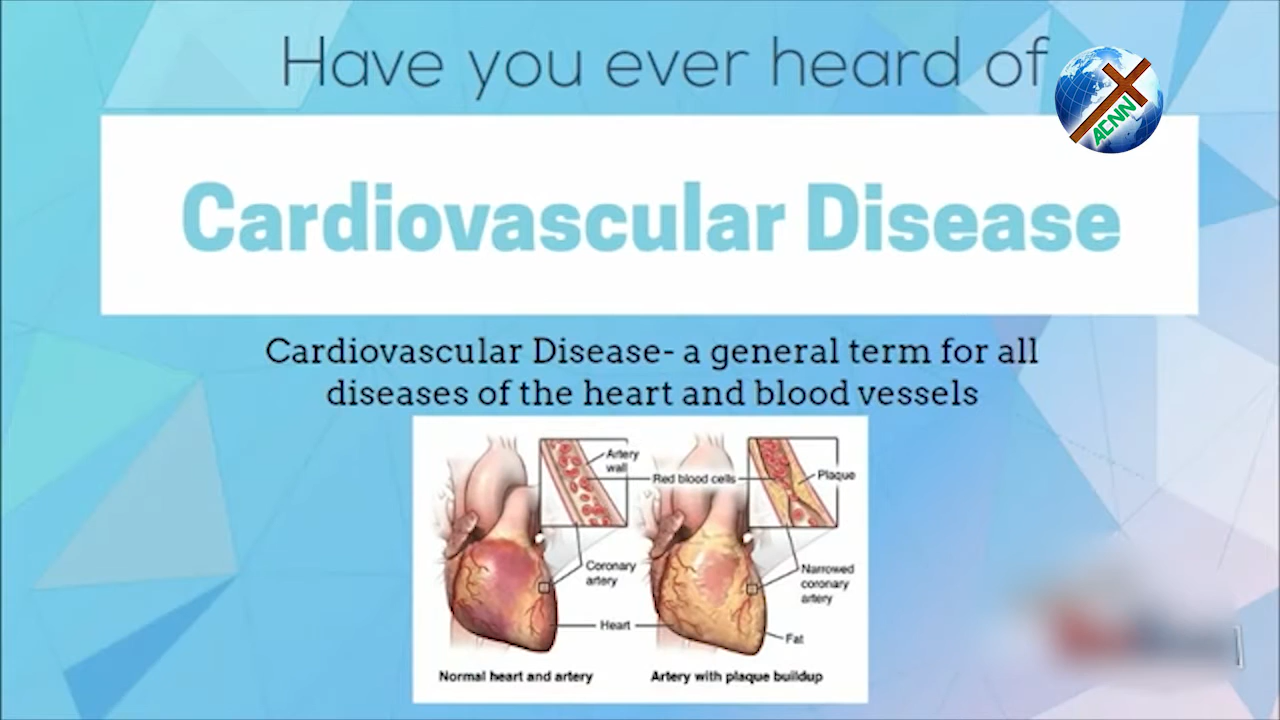 Have you ever heard of
ACNN
Cardiovascular Disease
Cardiovascular Disease- a general term for all
diseases of the heart and blood vessels
Artery
wall
Red blood cells
Plaque
Coronary
artery
Narrowed
coronary
artery
Heart
Fat
Normal heart and artery
Artery with plaque buildup